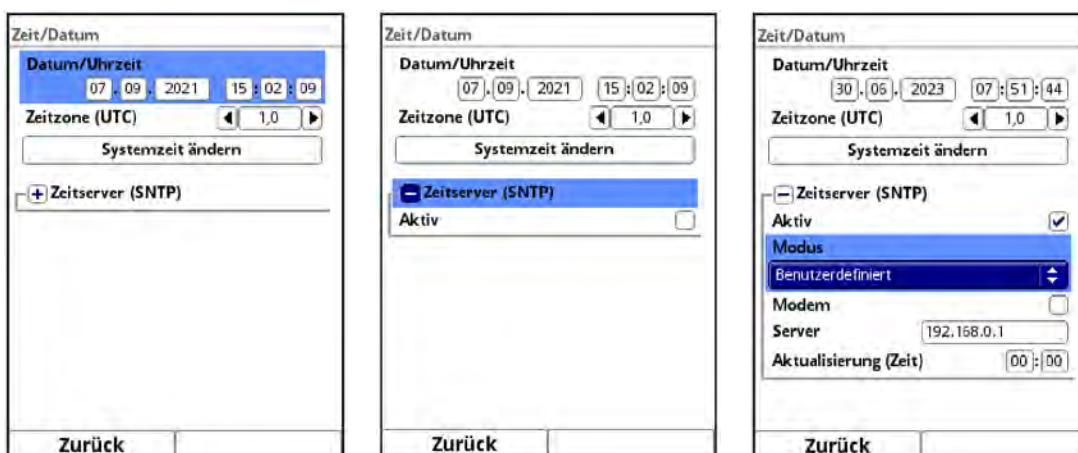 Zeit/Datum
Datum/Uhrzeit
07 . 09 . 2021 15 : 02 : 09
Zeitzone (UTC) 1,0
Systemzeit ändern
Zeitserver (SNTP)
Zurück
Zeit/Datum
Datum/Uhrzeit
07 . 09 . 2021 15 : 02 : 09
Zeitzone (UTC) 1,0
Systemzeit ändern
Zeitserver (SNTP)
Aktiv
Zurück
Zeit/Datum
Datum/Uhrzeit
30 . 06 . 2023 07 : 51 : 44
Zeitzone (UTC) 1,0
Systemzeit ändern
Zeitserver (SNTP)
Aktiv
Modus
Benutzerdefiniert
Modem
Server 192.168.0.1
Aktualisierung (Zeit) 00 : 00
Zurück